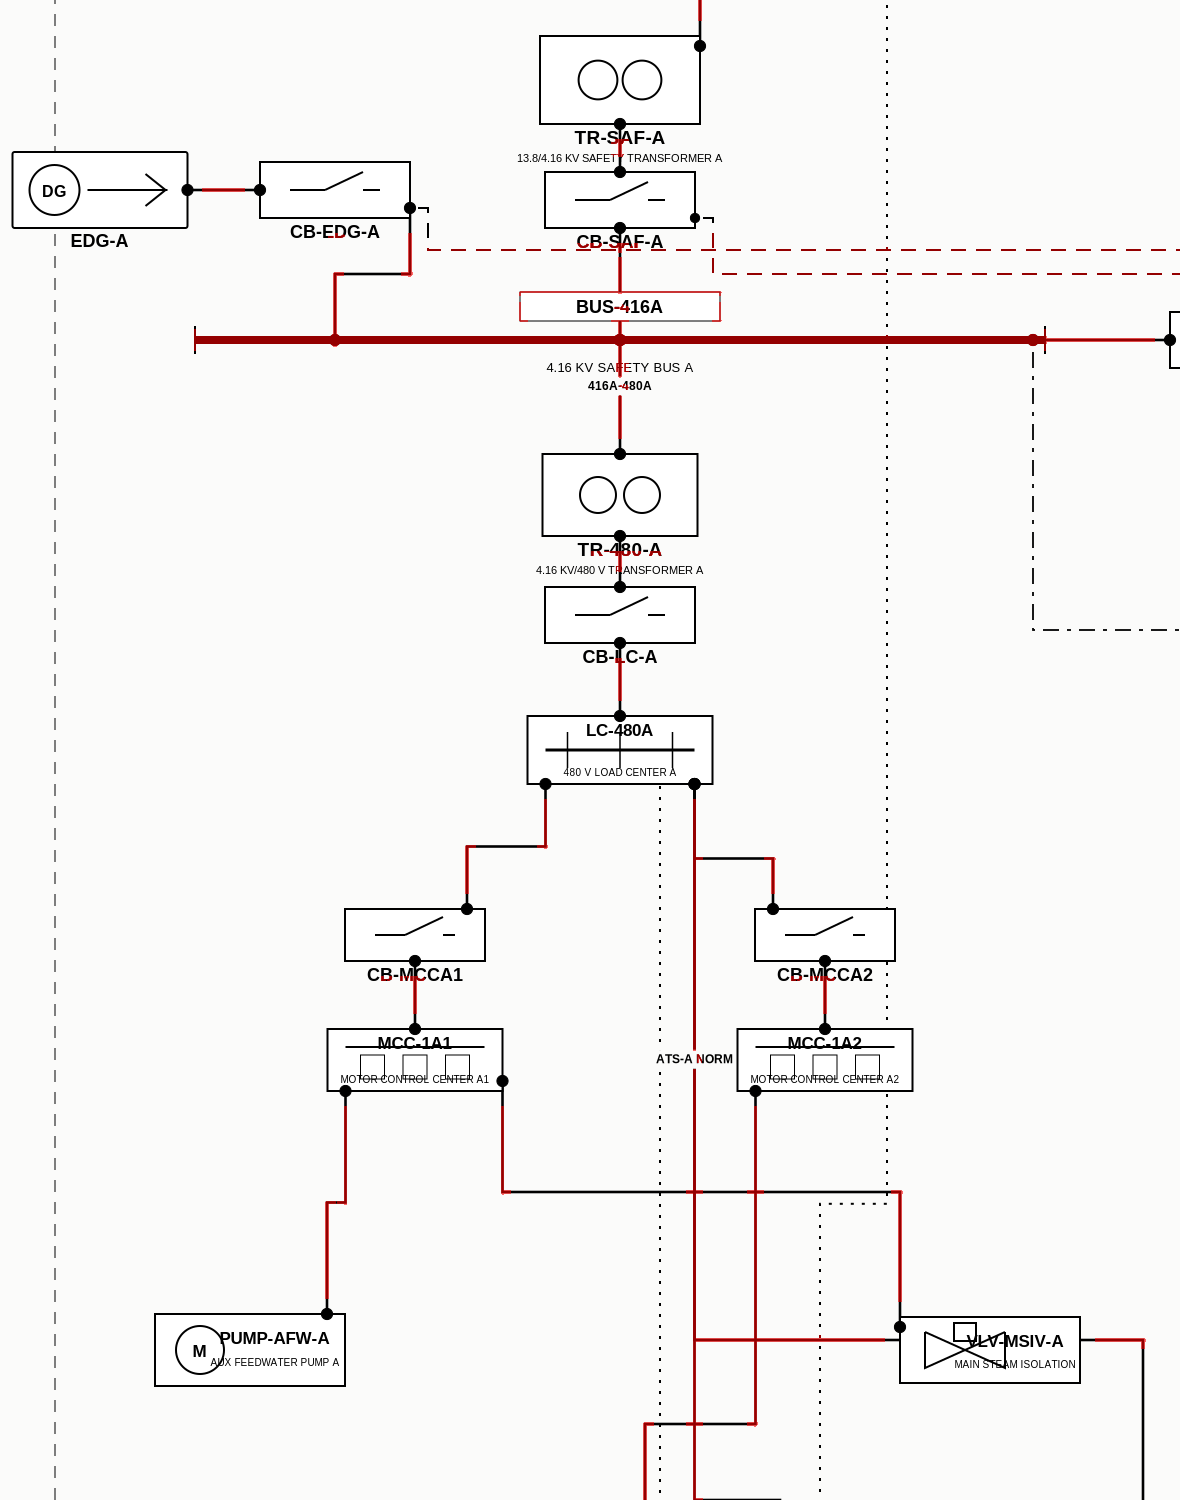 TR-SAF-A
13.8/4.16 KV SAFETY TRANSFORMER A
DG
EDG-A
CB-EDG-A
CB-SAF-A
BUS-416A
4.16 KV SAFETY BUS A
416A-480A
TR-480-A
4.16 KV/480 V TRANSFORMER A
CB-LC-A
LC-480A
480 V LOAD CENTER A
CB-MCCA1
CB-MCCA2
MCC-1A1
MOTOR CONTROL CENTER A1
ATS-A NORM
MCC-1A2
MOTOR CONTROL CENTER A2
M
PUMP-AFW-A
AUX FEEDWATER PUMP A
VLV-MSIV-A
MAIN STEAM ISOLATION